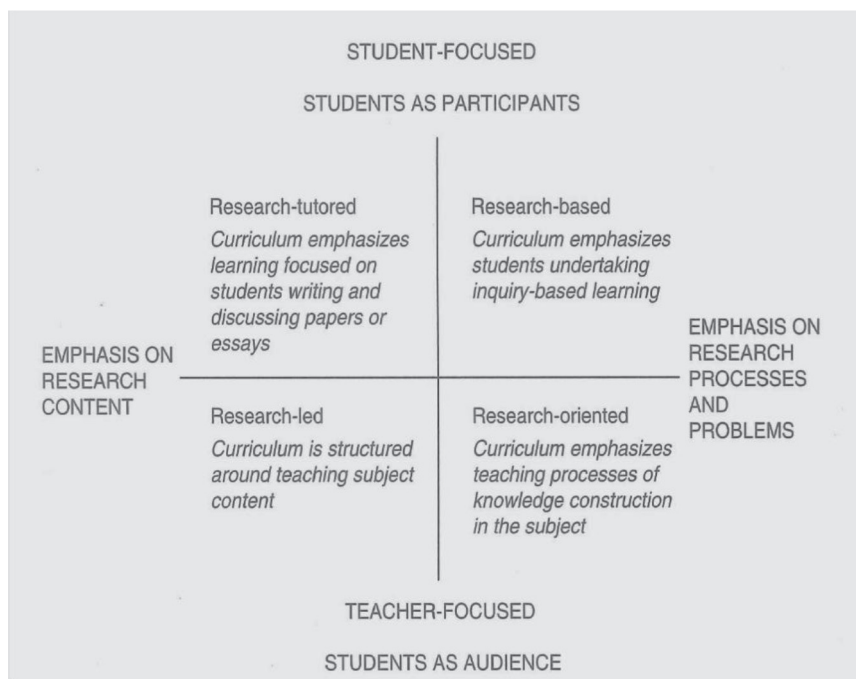 STUDENT-FOCUSED
STUDENTS AS PARTICIPANTS
Research-tutored
Curriculum emphasizes
learning focused on
students writing and
discussing papers or
essays
Research-based
Curriculum emphasizes
students undertaking
inquiry-based learning
EMPHASIS ON
RESEARCH
CONTENT
EMPHASIS ON
RESEARCH
PROCESSES
AND
PROBLEMS
Research-led
Curriculum is structured
around teaching subject
content
Research-oriented
Curriculum emphasizes
teaching processes of
knowledge construction
in the subject
TEACHER-FOCUSED
STUDENTS AS AUDIENCE